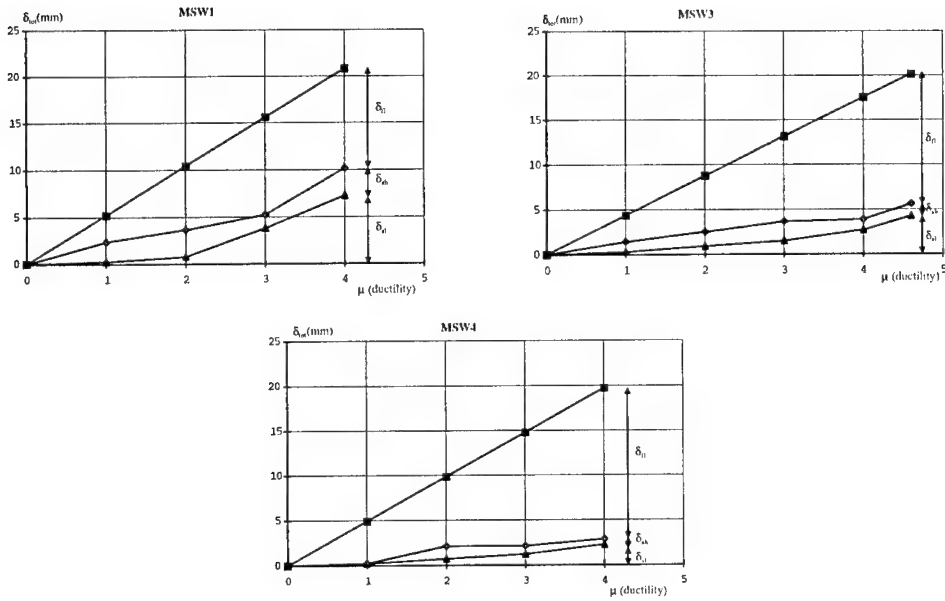 δtot(mm)
MSW1
25
20
15
10
5
0
0 1 2 3 4 5
μ (ductility)
δfl
δsh
δsl
δtot(mm)
MSW3
25
20
15
10
5
0
0 1 2 3 4 5
μ (ductility)
δfl
δsh
δsl
δtot(mm)
MSW4
25
20
15
10
5
0
0 1 2 3 4 5
μ (ductility)
δfl
δsh
δsl